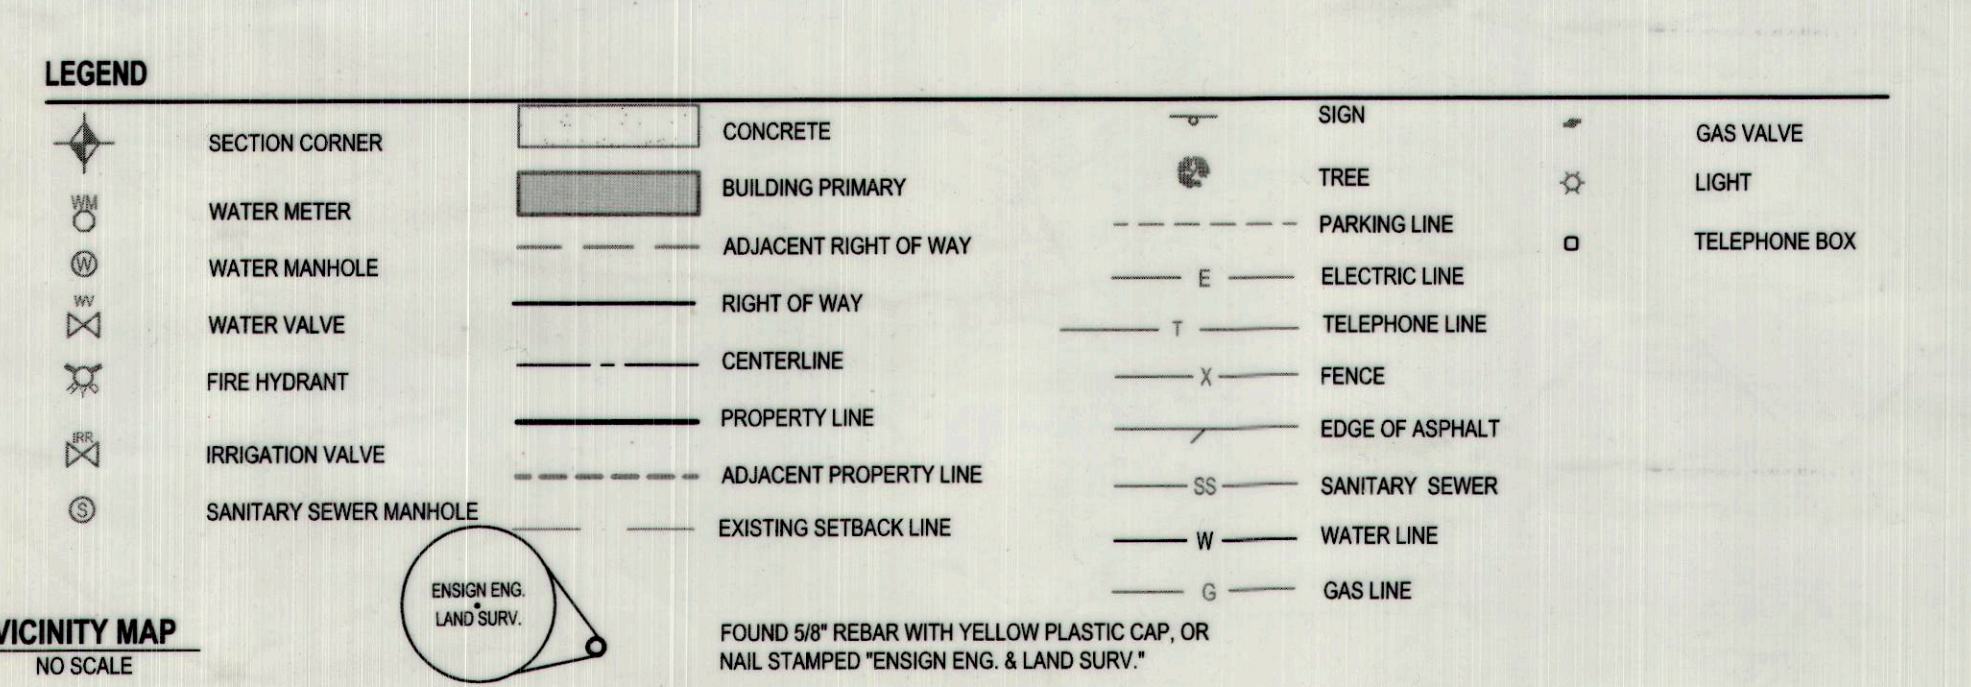 LEGEND
SECTION CORNER
WM
WATER METER
W
WATER MANHOLE
WV
WATER VALVE
FIRE HYDRANT
IRR
IRRIGATION VALVE
S
SANITARY SEWER MANHOLE
CONCRETE
BUILDING PRIMARY
ADJACENT RIGHT OF WAY
RIGHT OF WAY
CENTERLINE
PROPERTY LINE
ADJACENT PROPERTY LINE
EXISTING SETBACK LINE
ENSIGN ENG.
LAND SURV.
FOUND 5/8" REBAR WITH YELLOW PLASTIC CAP, OR
NAIL STAMPED "ENSIGN ENG. & LAND SURV."
SIGN
TREE
PARKING LINE
E ELECTRIC LINE
T TELEPHONE LINE
X FENCE
EDGE OF ASPHALT
SS SANITARY SEWER
W WATER LINE
G GAS LINE
GAS VALVE
LIGHT
TELEPHONE BOX
VICINITY MAP
NO SCALE